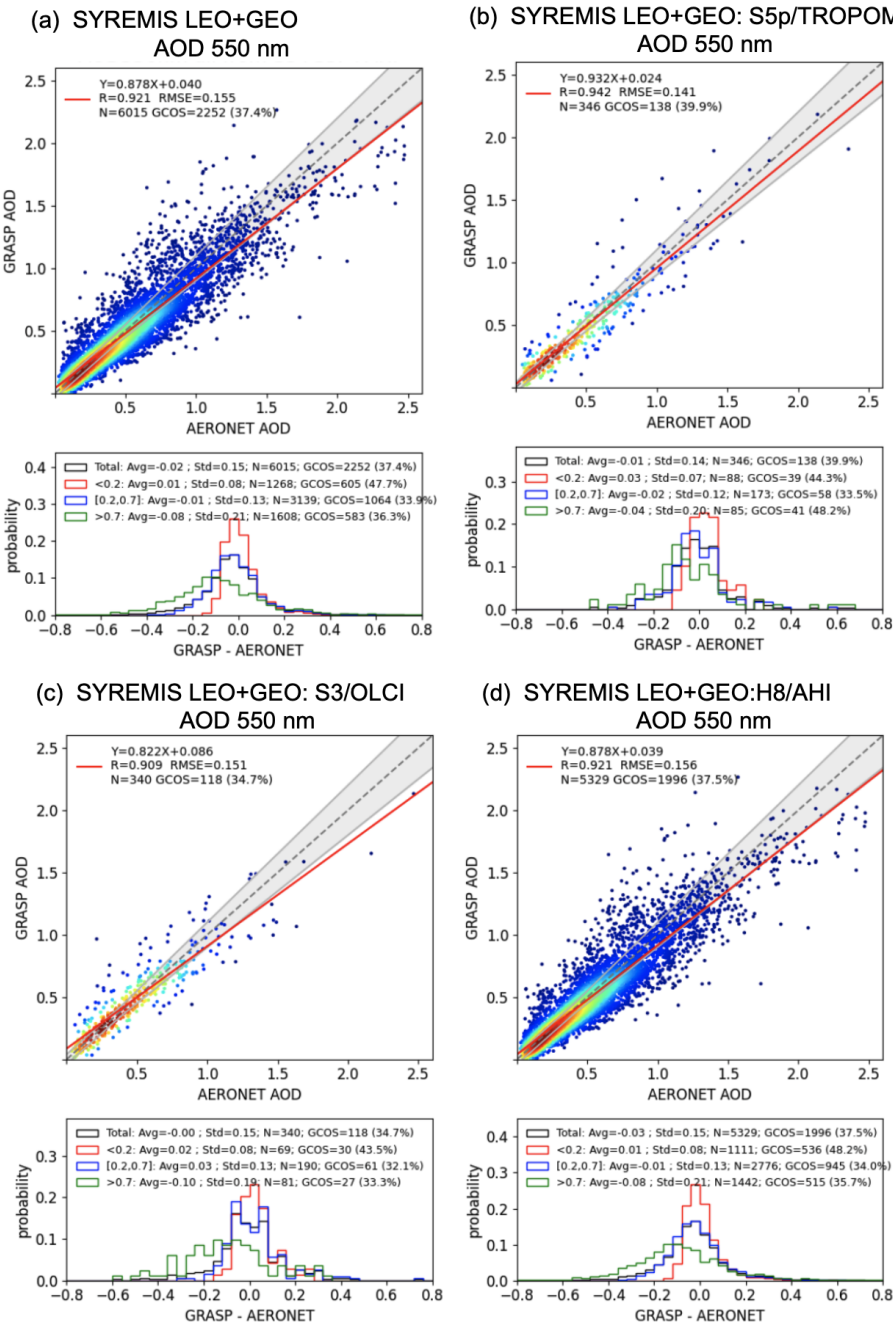 (a) SYREMIS LEO+GEO
AOD 550 nm
Y=0.878X+0.040
R=0.921 RMSE=0.155
N=6015 GCOS=2252 (37.4%)
GRASP AOD
2.5
2.0
1.5
1.0
0.5
0.5 1.0 1.5 2.0 2.5
AERONET AOD
Total: Avg=-0.02 ; Std=0.15; N=6015; GCOS=2252 (37.4%)
<0.2: Avg=0.01 ; Std=0.08; N=1268; GCOS=605 (47.7%)
[0.2,0.7]: Avg=-0.01 ; Std=0.13; N=3139; GCOS=1064 (33.9%)
>0.7: Avg=-0.08 ; Std=0.21; N=1608; GCOS=583 (36.3%)
probability
0.4
0.3
0.2
0.1
0.0
−0.8 −0.6 −0.4 −0.2 0.0 0.2 0.4 0.6 0.8
GRASP - AERONET
(b) SYREMIS LEO+GEO: S5p/TROPOM
AOD 550 nm
Y=0.932X+0.024
R=0.942 RMSE=0.141
N=346 GCOS=138 (39.9%)
GRASP AOD
2.5
2.0
1.5
1.0
0.5
0.5 1.0 1.5 2.0 2.5
AERONET AOD
Total: Avg=-0.01 ; Std=0.14; N=346; GCOS=138 (39.9%)
<0.2: Avg=0.03 ; Std=0.07; N=88; GCOS=39 (44.3%)
[0.2,0.7]: Avg=-0.02 ; Std=0.12; N=173; GCOS=58 (33.5%)
>0.7: Avg=-0.04 ; Std=0.20; N=85; GCOS=41 (48.2%)
probability
0.3
0.2
0.1
0.0
−0.8 −0.6 −0.4 −0.2 0.0 0.2 0.4 0.6 0.8
GRASP - AERONET
(c) SYREMIS LEO+GEO: S3/OLCI
AOD 550 nm
Y=0.822X+0.086
R=0.909 RMSE=0.151
N=340 GCOS=118 (34.7%)
GRASP AOD
2.5
2.0
1.5
1.0
0.5
0.5 1.0 1.5 2.0 2.5
AERONET AOD
Total: Avg=-0.00 ; Std=0.15; N=340; GCOS=118 (34.7%)
<0.2: Avg=0.02 ; Std=0.08; N=69; GCOS=30 (43.5%)
[0.2,0.7]: Avg=0.03 ; Std=0.13; N=190; GCOS=61 (32.1%)
>0.7: Avg=-0.10 ; Std=0.19; N=81; GCOS=27 (33.3%)
probability
0.3
0.2
0.1
0.0
−0.8 −0.6 −0.4 −0.2 0.0 0.2 0.4 0.6 0.8
GRASP - AERONET
(d) SYREMIS LEO+GEO:H8/AHI
AOD 550 nm
Y=0.878X+0.039
R=0.921 RMSE=0.156
N=5329 GCOS=1996 (37.5%)
GRASP AOD
2.5
2.0
1.5
1.0
0.5
0.5 1.0 1.5 2.0 2.5
AERONET AOD
Total: Avg=-0.03 ; Std=0.15; N=5329; GCOS=1996 (37.5%)
<0.2: Avg=0.01 ; Std=0.08; N=1111; GCOS=536 (48.2%)
[0.2,0.7]: Avg=-0.01 ; Std=0.13; N=2776; GCOS=945 (34.0%)
>0.7: Avg=-0.08 ; Std=0.21; N=1442; GCOS=515 (35.7%)
probability
0.4
0.3
0.2
0.1
0.0
−0.8 −0.6 −0.4 −0.2 0.0 0.2 0.4 0.6 0.8
GRASP - AERONET